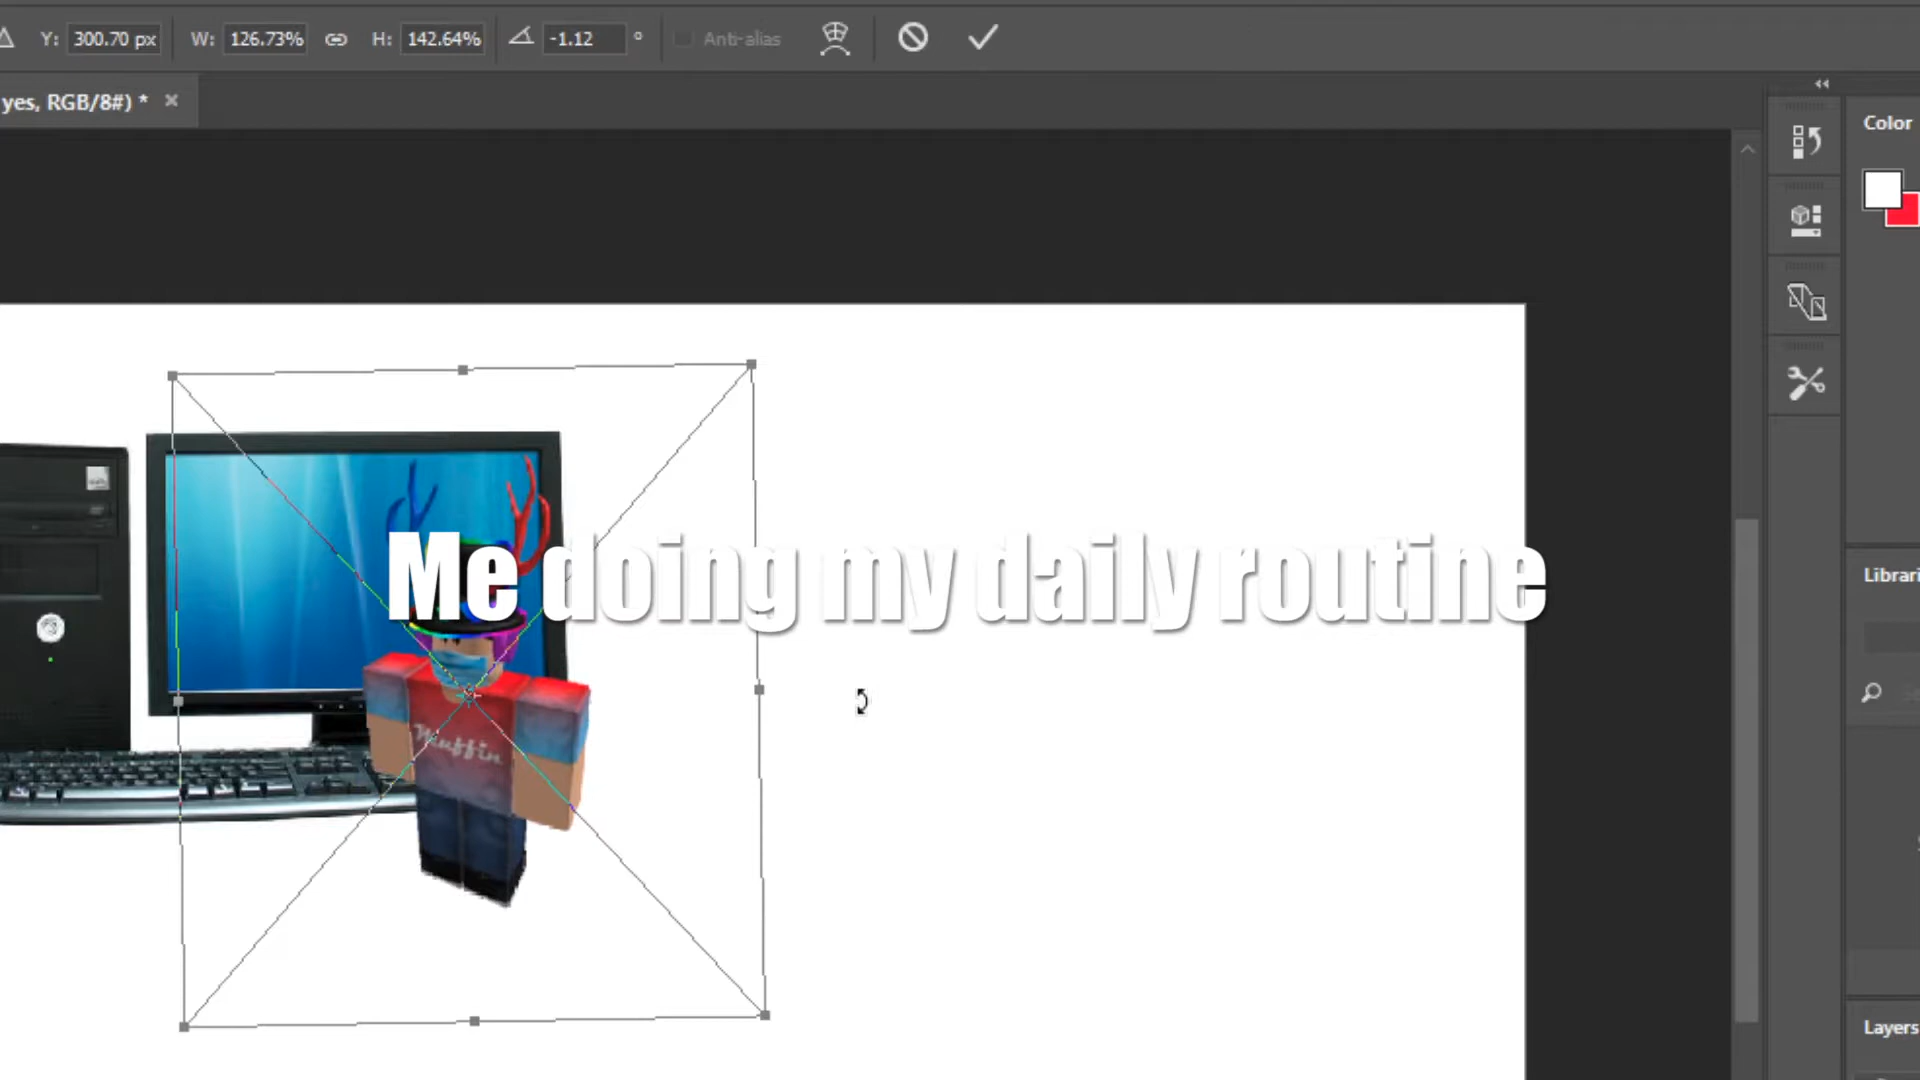 Y: 300.70 px W: 126.73% H: 142.64% -1.12 ° Anti-alias
yes, RGB/8#) *
Color
Me doing my daily routine
Librari
Muffin
Layers